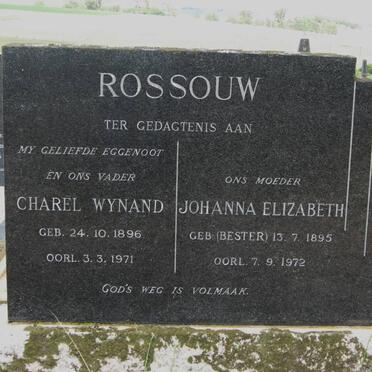 ROSSOUW
TER GEDAGTENIS AAN
MY GELIEFDE EGGENOOT
EN ONS VADER
CHAREL WYNAND
GEB. 24.10.1896
OORL. 3.3.1971
ONS MOEDER
JOHANNA ELIZABETH
GEB (BESTER) 13.7.1895
OORL. 7.9.1972
GOD'S WEG IS VOLMAAK.